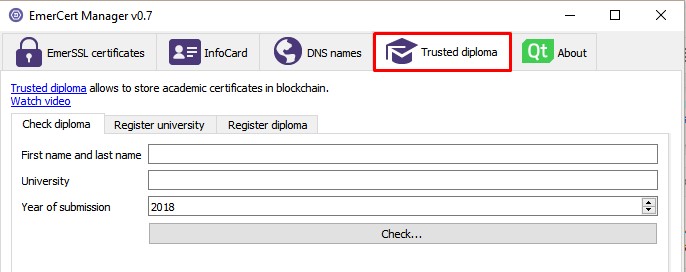 EmerCert Manager v0.7
EmerSSL certificates InfoCard DNS names Trusted diploma Qt About
Trusted diploma allows to store academic certificates in blockchain.
Watch video
Check diploma Register university Register diploma
First name and last name
University
Year of submission 2018
Check...